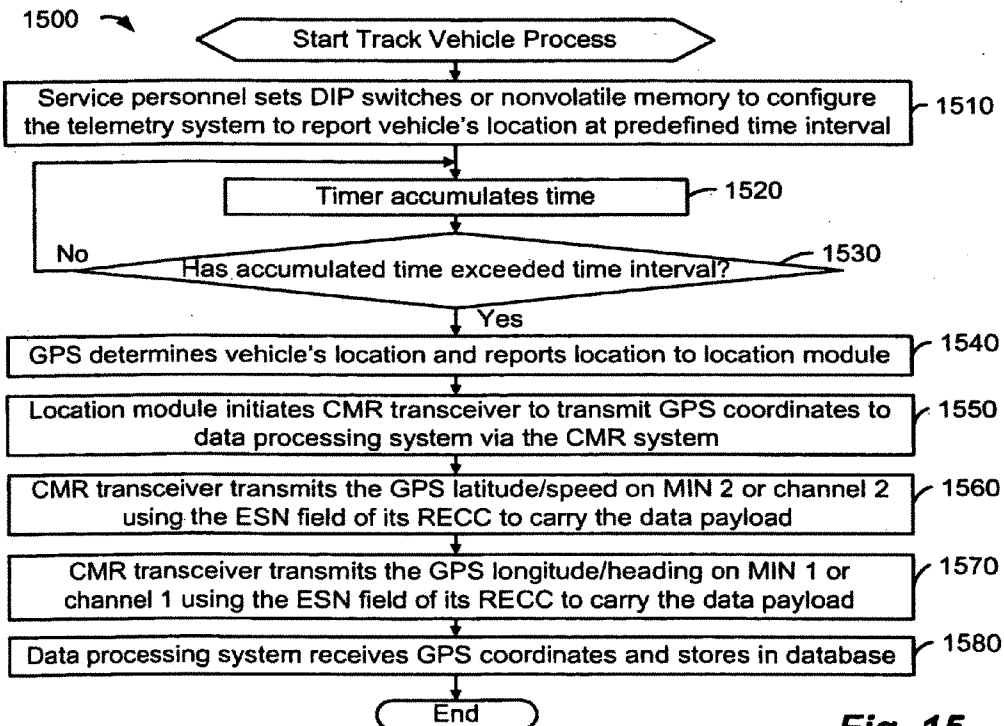 1500
Start Track Vehicle Process
Service personnel sets DIP switches or nonvolatile memory to configure
the telemetry system to report vehicle's location at predefined time interval
1510
Timer accumulates time
1520
No
Has accumulated time exceeded time interval?
1530
Yes
GPS determines vehicle's location and reports location to location module
1540
Location module initiates CMR transceiver to transmit GPS coordinates to
data processing system via the CMR system
1550
CMR transceiver transmits the GPS latitude/speed on MIN 2 or channel 2
using the ESN field of its RECC to carry the data payload
1560
CMR transceiver transmits the GPS longitude/heading on MIN 1 or
channel 1 using the ESN field of its RECC to carry the data payload
1570
Data processing system receives GPS coordinates and stores in database
1580
End
Fig. 15